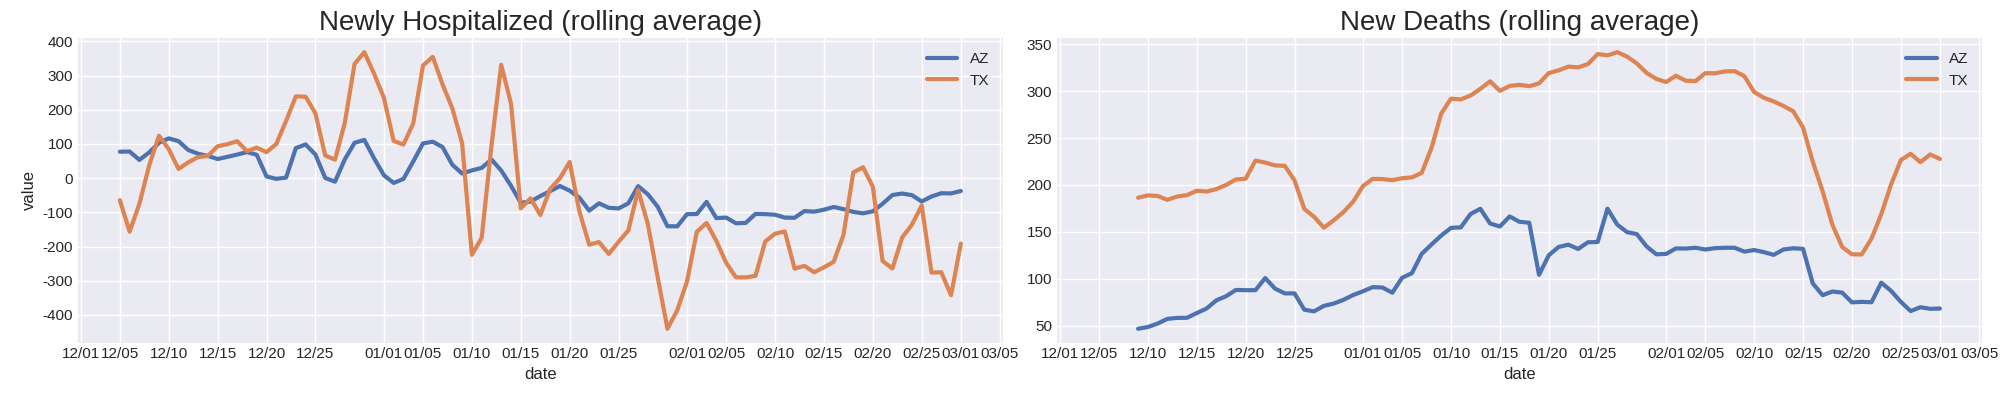 Newly Hospitalized (rolling average)
400
300
200
100
0
-100
-200
-300
-400
value
AZ
TX
12/01 12/05 12/10 12/15 12/20 12/25 01/01 01/05 01/10 01/15 01/20 01/25 02/01 02/05 02/10 02/15 02/20 02/25 03/01 03/05
date
New Deaths (rolling average)
350
300
250
200
150
100
50
AZ
TX
12/01 12/05 12/10 12/15 12/20 12/25 01/01 01/05 01/10 01/15 01/20 01/25 02/01 02/05 02/10 02/15 02/20 02/25 03/01 03/05
date